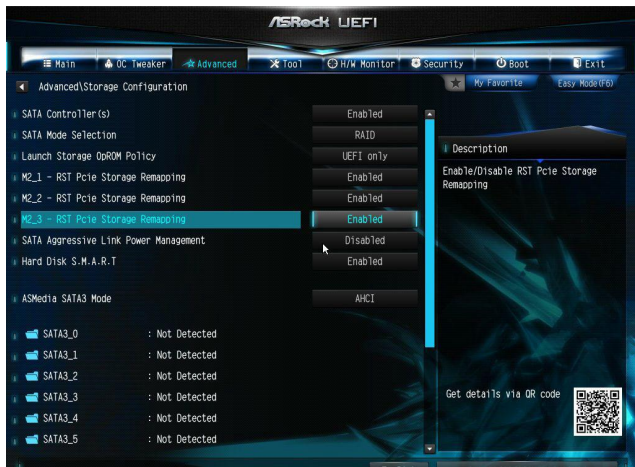 ASRock UEFI
Main
OC Tweaker
Advanced
Tool
H/W Monitor
Security
Boot
Exit
Advanced\Storage Configuration
My Favorite
Easy Mode(F6)
SATA Controller(s) Enabled
SATA Mode Selection RAID
Launch Storage OpROM Policy UEFI only
M2_1 - RST Pcie Storage Remapping Enabled
M2_2 - RST Pcie Storage Remapping Enabled
M2_3 - RST Pcie Storage Remapping Enabled
SATA Aggressive Link Power Management Disabled
Hard Disk S.M.A.R.T Enabled
ASMedia SATA3 Mode AHCI
SATA3_0 : Not Detected
SATA3_1 : Not Detected
SATA3_2 : Not Detected
SATA3_3 : Not Detected
SATA3_4 : Not Detected
SATA3_5 : Not Detected
Description
Enable/Disable RST Pcie Storage
Remapping
Get details via QR code